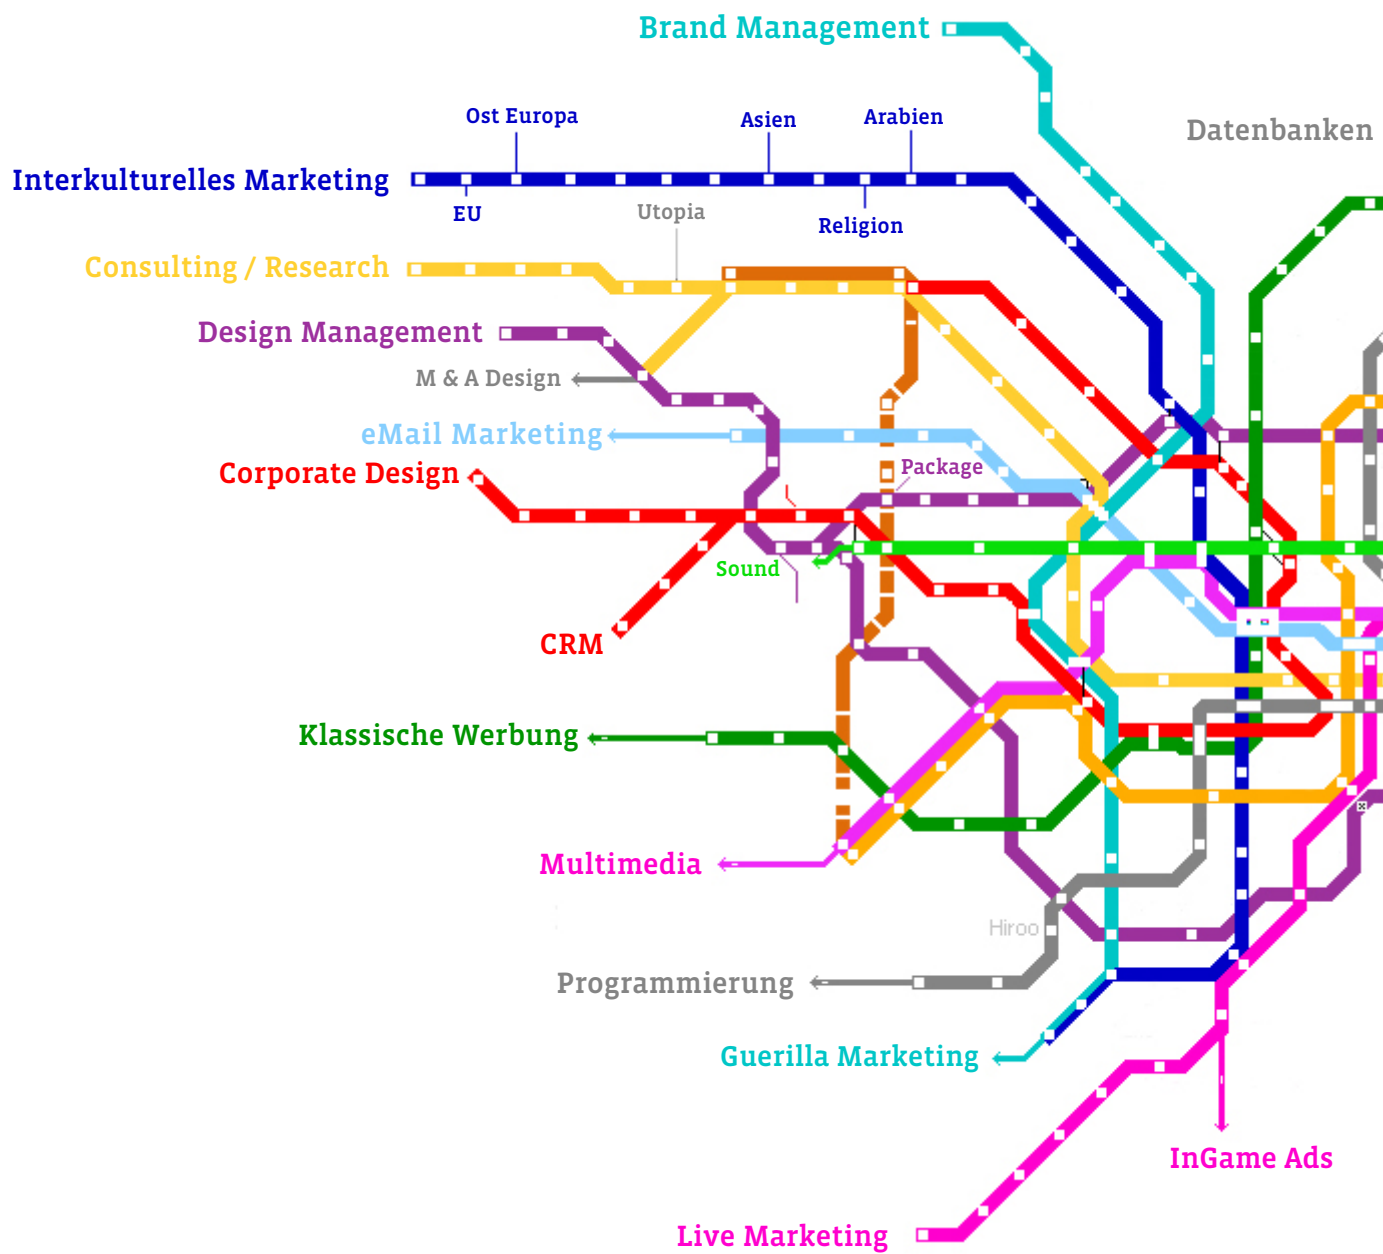 Brand Management
Ost Europa
Asien
Arabien
Datenbanken
Interkulturelles Marketing
EU
Utopia
Religion
Consulting / Research
Design Management
M & A Design
eMail Marketing
Package
Corporate Design
Sound
CRM
Klassische Werbung
Multimedia
Hiroo
Programmierung
Guerilla Marketing
InGame Ads
Live Marketing